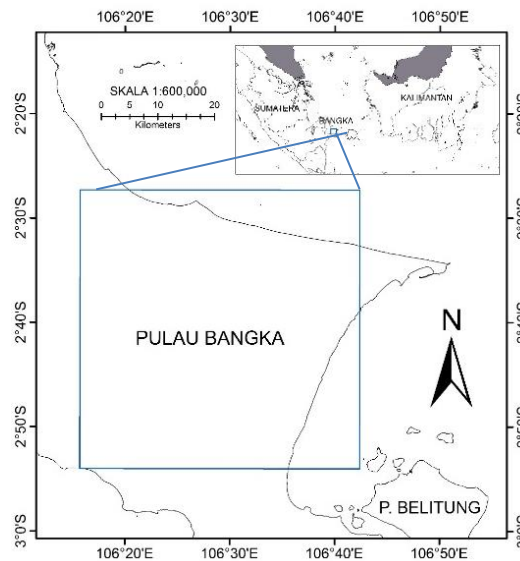 106°20'E 106°30'E 106°40'E 106°50'E
SKALA 1:600,000
0 5 10 20
Kilometers
SUMATERA
BANGKA
KALIMANTAN
2°20'S
2°30'S
2°40'S
2°50'S
3°0'S
PULAU BANGKA
N
P. BELITUNG
106°20'E 106°30'E 106°40'E 106°50'E